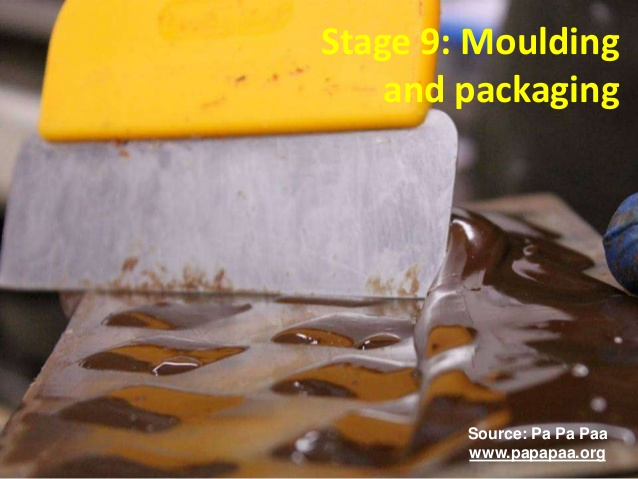 Stage 9: Moulding
and packaging
Source: Pa Pa Paa
www.papapaa.org